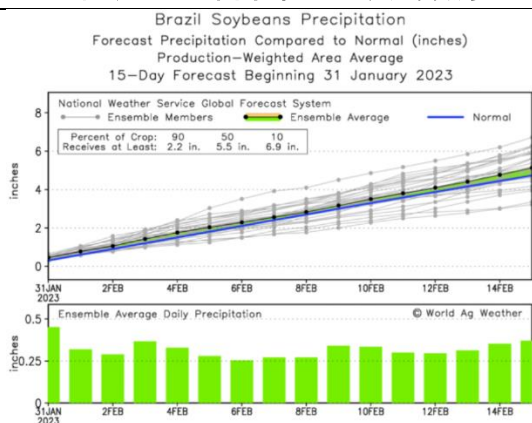 Brazil Soybeans Precipitation
Forecast Precipitation Compared to Normal (inches)
Production-Weighted Area Average
15-Day Forecast Beginning 31 January 2023
National Weather Service Global Forecast System
Ensemble Members Ensemble Average Normal
Percent of Crop: 90 50 10
Receives at Least: 2.2 in. 5.5 in. 6.9 in.
inches
8
6
4
2
0
31JAN 2FEB 4FEB 6FEB 8FEB 10FEB 12FEB 14FEB
2023
Ensemble Average Daily Precipitation © World Ag Weather
inches
0.5
0.25
0
31JAN 2FEB 4FEB 6FEB 8FEB 10FEB 12FEB 14FEB
2023